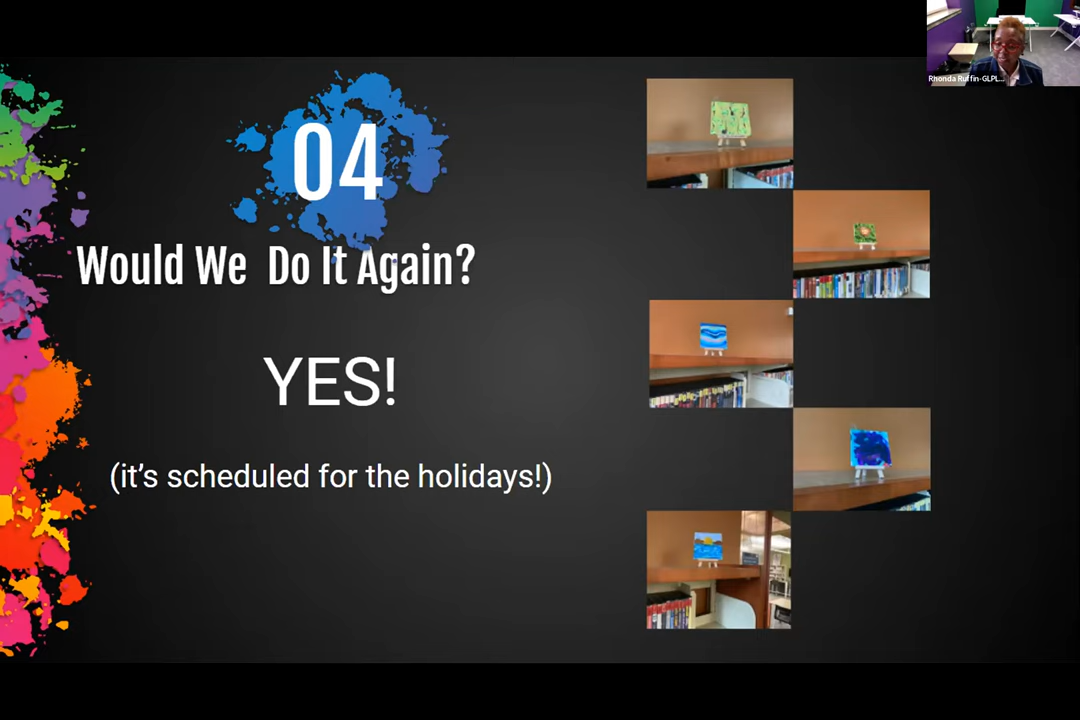 Rhonda Ruffin-GLPL...
04
Would We Do It Again?
YES!
(it's scheduled for the holidays!)